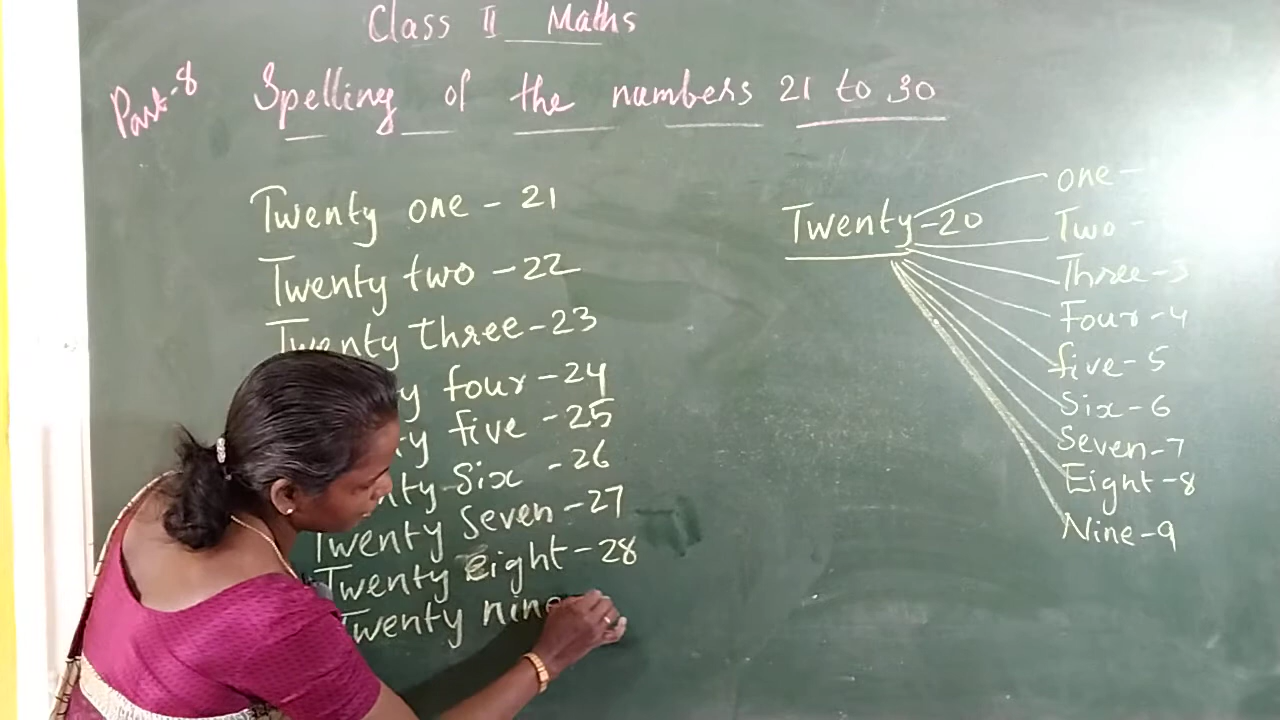 Class II Maths
Part-8
Spelling of the numbers 21 to 30
Twenty one - 21
Twenty two - 22
Twenty three - 23
four - 24
five - 25
Six - 26
Twenty Seven - 27
Twenty Eight - 28
Twenty nine
Twenty - 20
one -
Two -
Three - 3
Four - 4
five - 5
Six - 6
Seven - 7
Eight - 8
Nine - 9